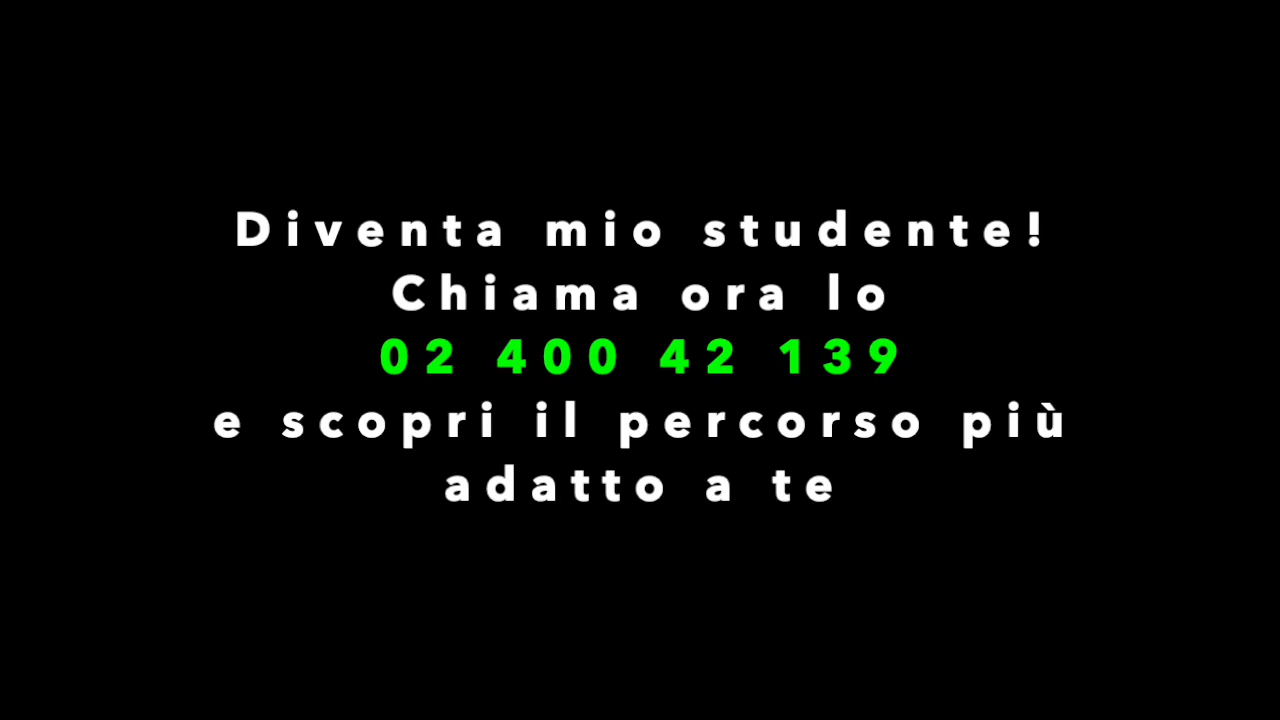 Diventa mio studente!
Chiama ora lo
02 400 42 139
e scopri il percorso più
adatto a te